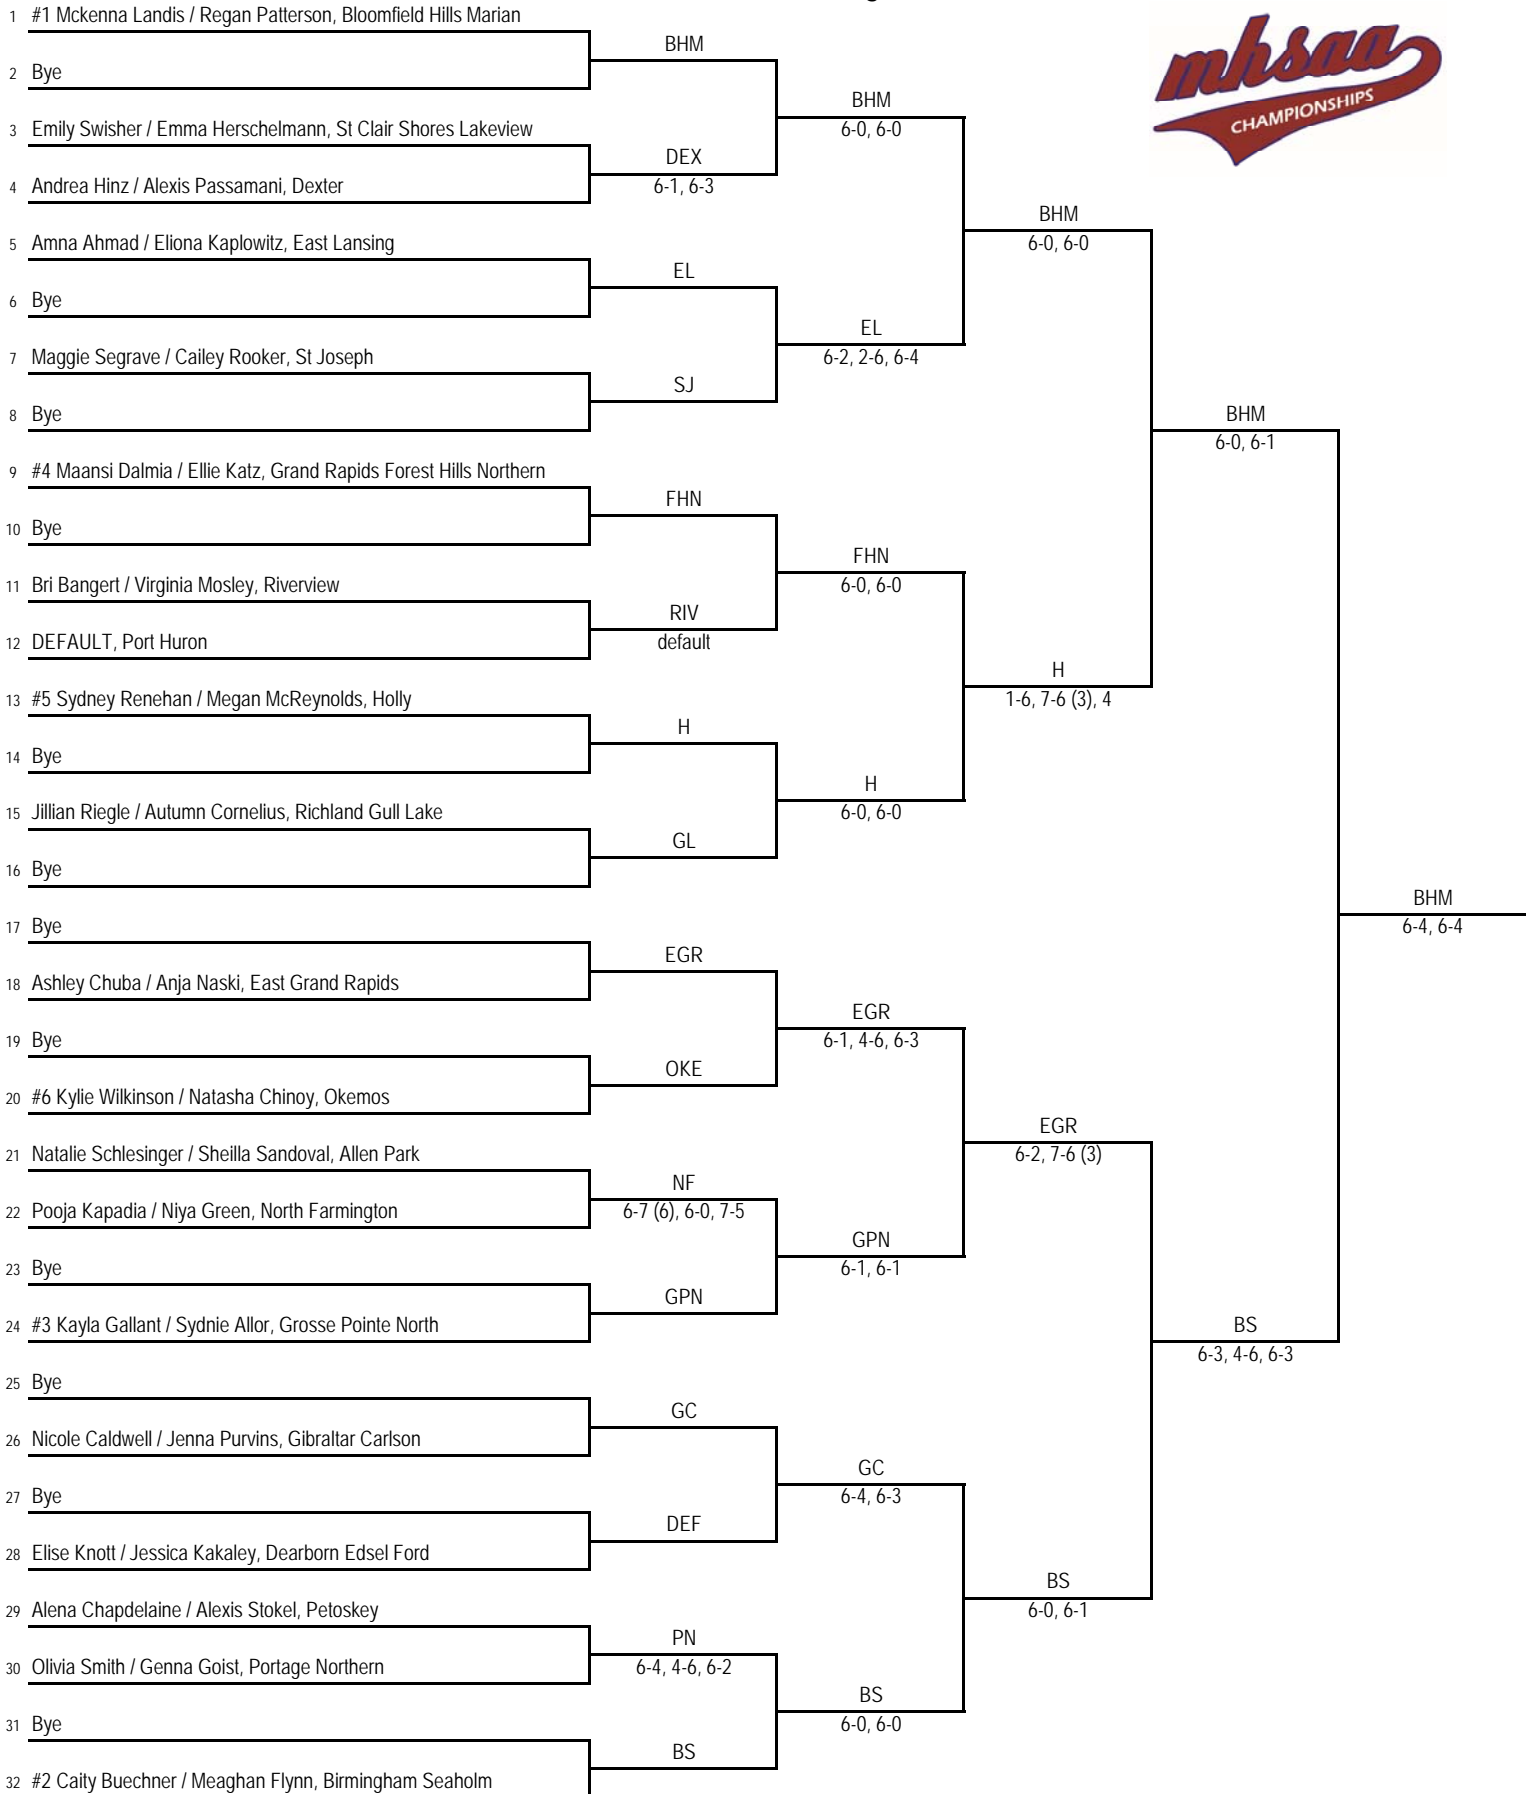 1 #1 Mckenna Landis / Regan Patterson, Bloomfield Hills Marian
BHM
2 Bye
BHM
6-0, 6-0
3 Emily Swisher / Emma Herschelmann, St Clair Shores Lakeview
DEX
6-1, 6-3
4 Andrea Hinz / Alexis Passamani, Dexter
BHM
6-0, 6-0
5 Amna Ahmad / Eliona Kaplowitz, East Lansing
EL
6 Bye
EL
6-2, 2-6, 6-4
7 Maggie Segrave / Cailey Rooker, St Joseph
SJ
8 Bye
BHM
6-0, 6-1
9 #4 Maansi Dalmia / Ellie Katz, Grand Rapids Forest Hills Northern
FHN
10 Bye
FHN
6-0, 6-0
11 Bri Bangert / Virginia Mosley, Riverview
RIV
default
12 DEFAULT, Port Huron
H
1-6, 7-6 (3), 4
13 #5 Sydney Renehan / Megan McReynolds, Holly
H
14 Bye
H
6-0, 6-0
15 Jillian Riegle / Autumn Cornelius, Richland Gull Lake
GL
16 Bye
BHM
6-4, 6-4
17 Bye
EGR
18 Ashley Chuba / Anja Naski, East Grand Rapids
EGR
6-1, 4-6, 6-3
19 Bye
OKE
20 #6 Kylie Wilkinson / Natasha Chinoy, Okemos
EGR
6-2, 7-6 (3)
21 Natalie Schlesinger / Sheilla Sandoval, Allen Park
NF
6-7 (6), 6-0, 7-5
22 Pooja Kapadia / Niya Green, North Farmington
GPN
6-1, 6-1
23 Bye
GPN
24 #3 Kayla Gallant / Sydnie Allor, Grosse Pointe North
BS
6-3, 4-6, 6-3
25 Bye
GC
26 Nicole Caldwell / Jenna Purvins, Gibraltar Carlson
GC
6-4, 6-3
27 Bye
DEF
28 Elise Knott / Jessica Kakaley, Dearborn Edsel Ford
BS
6-0, 6-1
29 Alena Chapdelaine / Alexis Stokel, Petoskey
PN
6-4, 4-6, 6-2
30 Olivia Smith / Genna Goist, Portage Northern
BS
6-0, 6-0
31 Bye
BS
32 #2 Caity Buechner / Meaghan Flynn, Birmingham Seaholm
mhsaa
CHAMPIONSHIPS